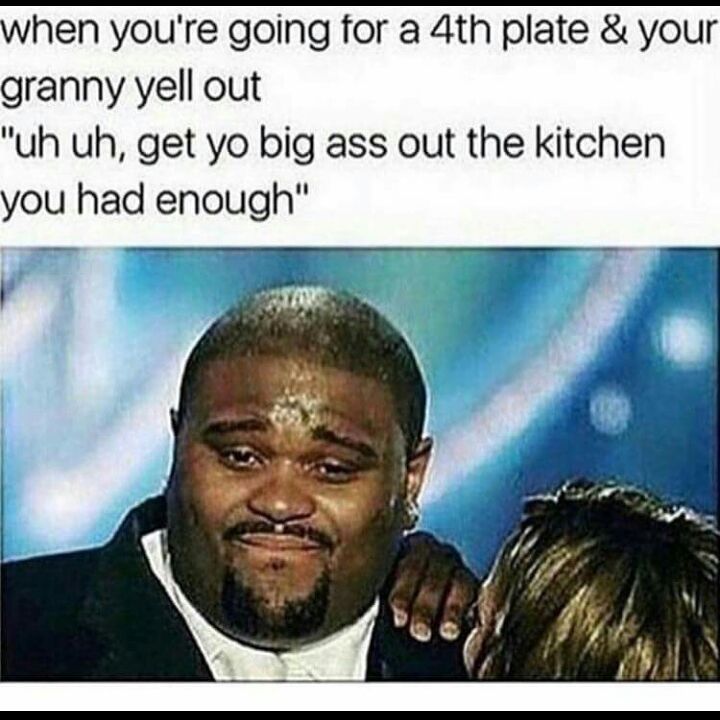 when you're going for a 4th plate & your
granny yell out
"uh uh, get yo big ass out the kitchen
you had enough"